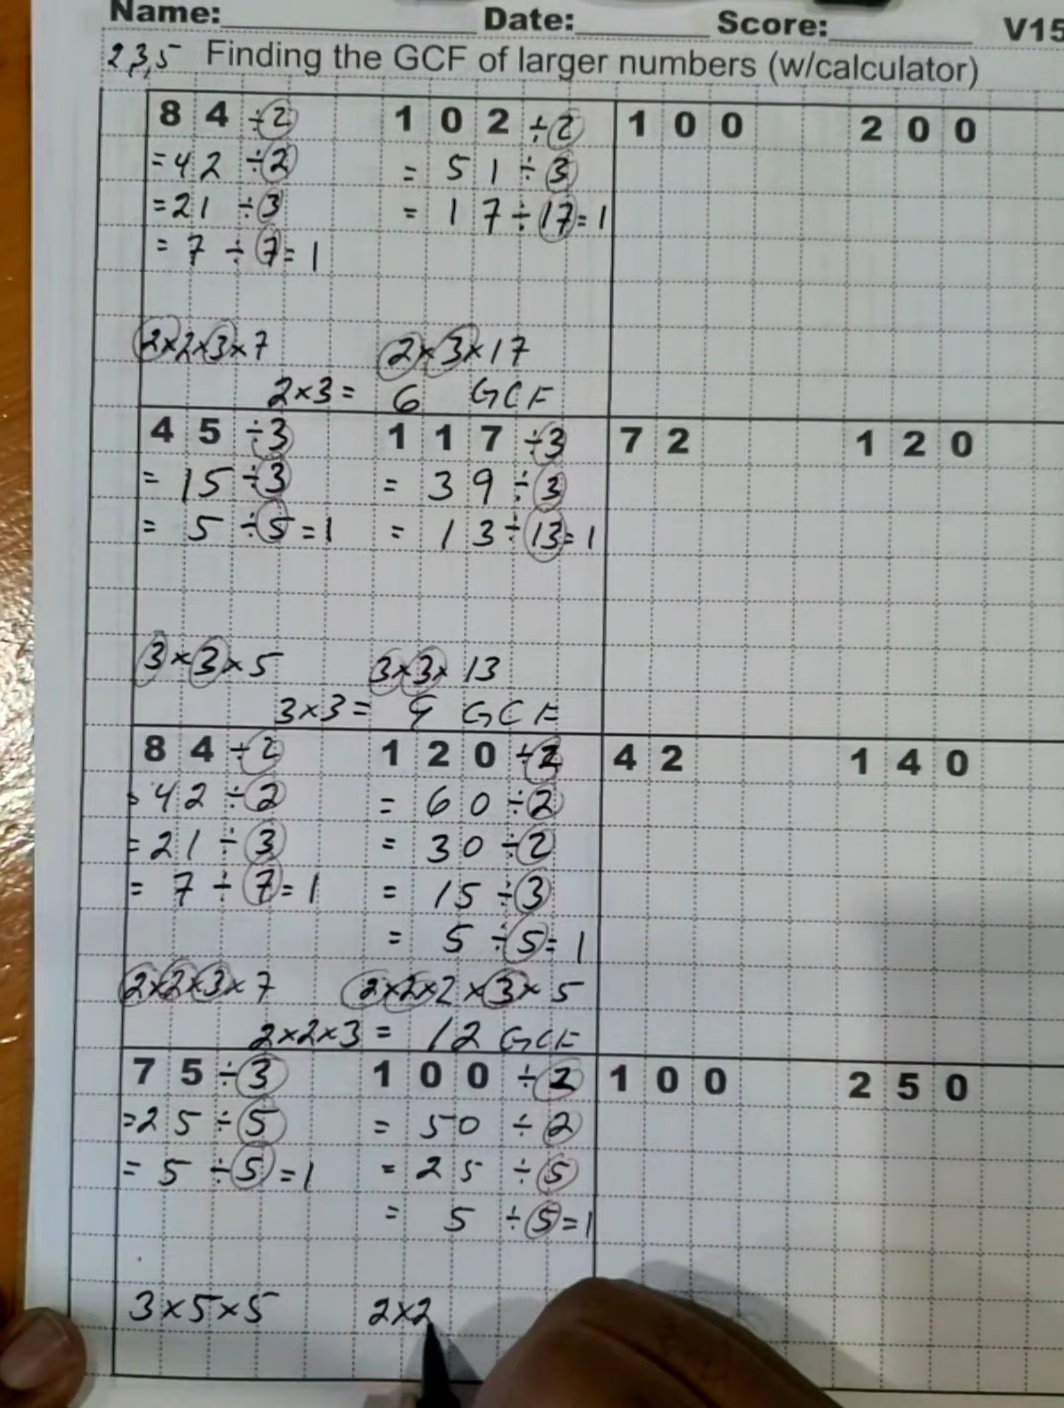 Name: Date: Score: V15
2,3,5 Finding the GCF of larger numbers (w/calculator)
84 ÷2 102 ÷2 100 200
=42 ÷2 = 51 ÷3
=21 ÷3 = 17÷17=1
= 7 ÷7=1
2×2×3×7 2×3×17
2×3= 6 GCF
45 ÷3 117 ÷3 72 120
= 15 ÷3 = 39 ÷3
= 5 ÷5=1 = 13÷13=1
3×3×5 3×3×13
3×3= 9 GCF
84 ÷2 120 ÷2 42 140
=42 ÷2 = 60 ÷2
=21 ÷3 = 30 ÷2
= 7 ÷7=1 = 15 ÷3
= 5 ÷5=1
2×2×3×7 2×2×2×3×5
2×2×3= 12 GCF
75 ÷3 100 ÷2 100 250
=25 ÷5 = 50 ÷2
= 5 ÷5=1 = 25 ÷5
= 5 ÷5=1
3×5×5 2×2